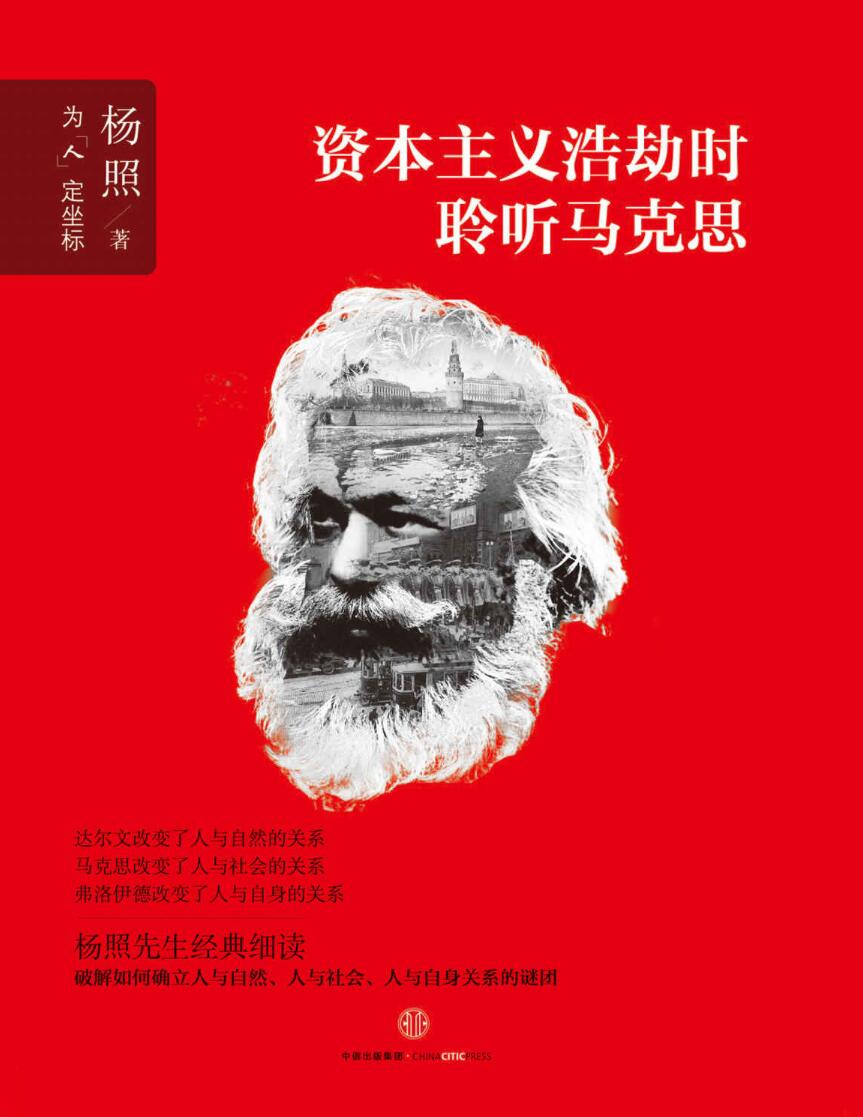 杨照/著
为「人」定坐标
资本主义浩劫时
聆听马克思
达尔文改变了人与自然的关系
马克思改变了人与社会的关系
弗洛伊德改变了人与自身的关系
杨照先生经典细读
破解如何确立人与自然、人与社会、人与自身关系的谜团
中信出版集团·CHINACITICPRESS